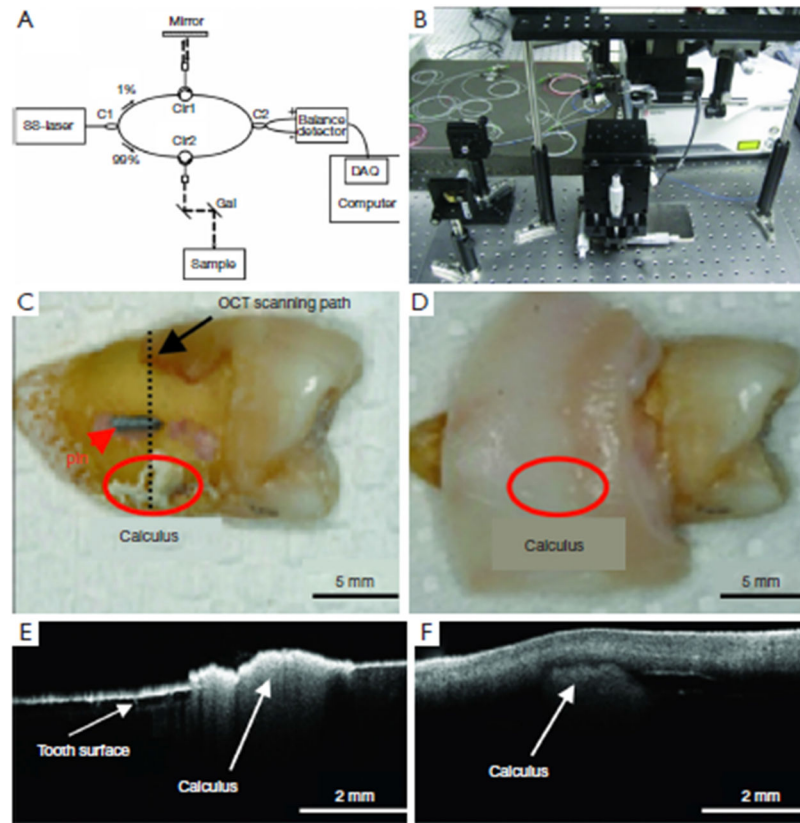 A
Mirror
1%
Cir1
C1
C2
SS-laser
Balance
detector
Cir2
99%
DAQ
Gal
Computer
Sample
B
C
OCT scanning path
pin
Calculus
5 mm
D
Calculus
5 mm
E
Tooth surface
Calculus
2 mm
F
Calculus
2 mm